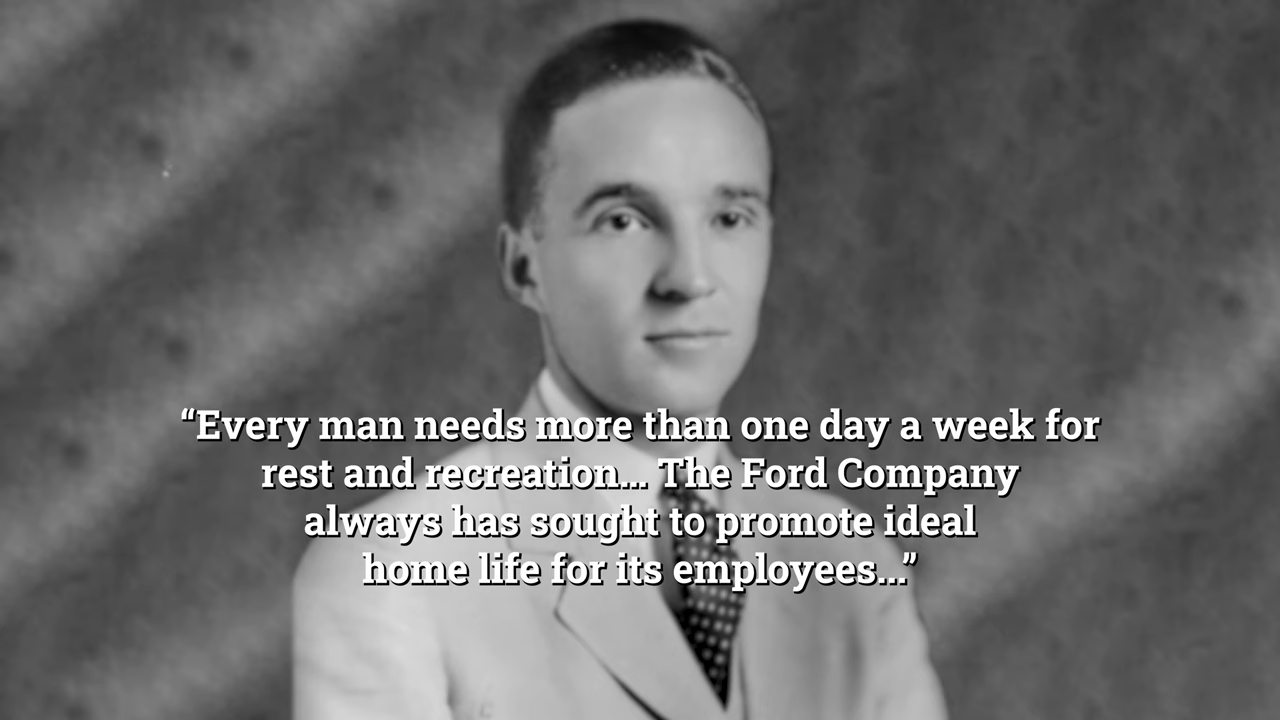 “Every man needs more than one day a week for
rest and recreation... The Ford Company
always has sought to promote ideal
home life for its employees...”